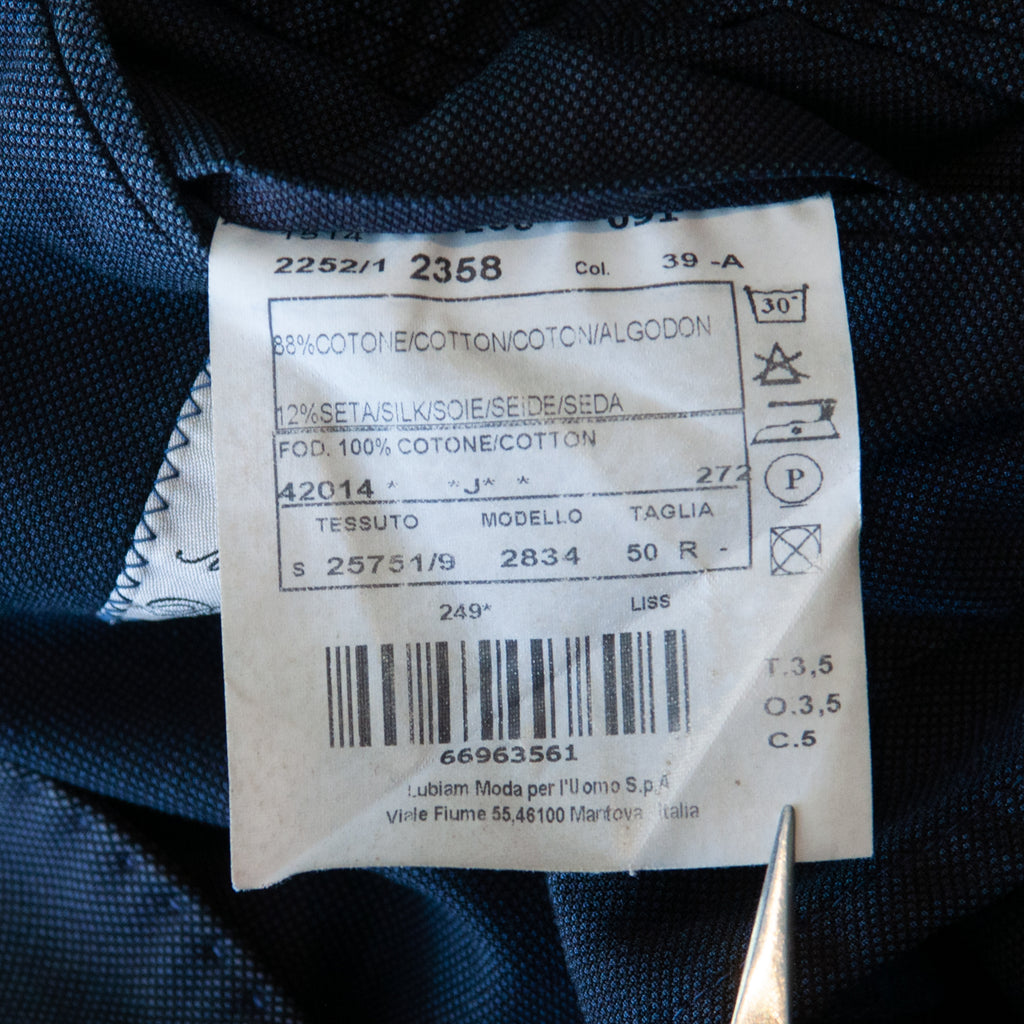 2252/1 2358 Col. 39 -A
30°
88%COTONE/COTTON/COTON/ALGODON
12%SETA/SILK/SOIE/SEIDE/SEDA
FOD. 100% COTONE/COTTON
42014 * *J* * 272
P
TESSUTO MODELLO TAGLIA
S 25751/9 2834 50 R -
249* LISS
T.3,5
O.3,5
C.5
66963561
Lubiam Moda per l'Uomo S.p.A
Viale Fiume 55,46100 Mantova Italia